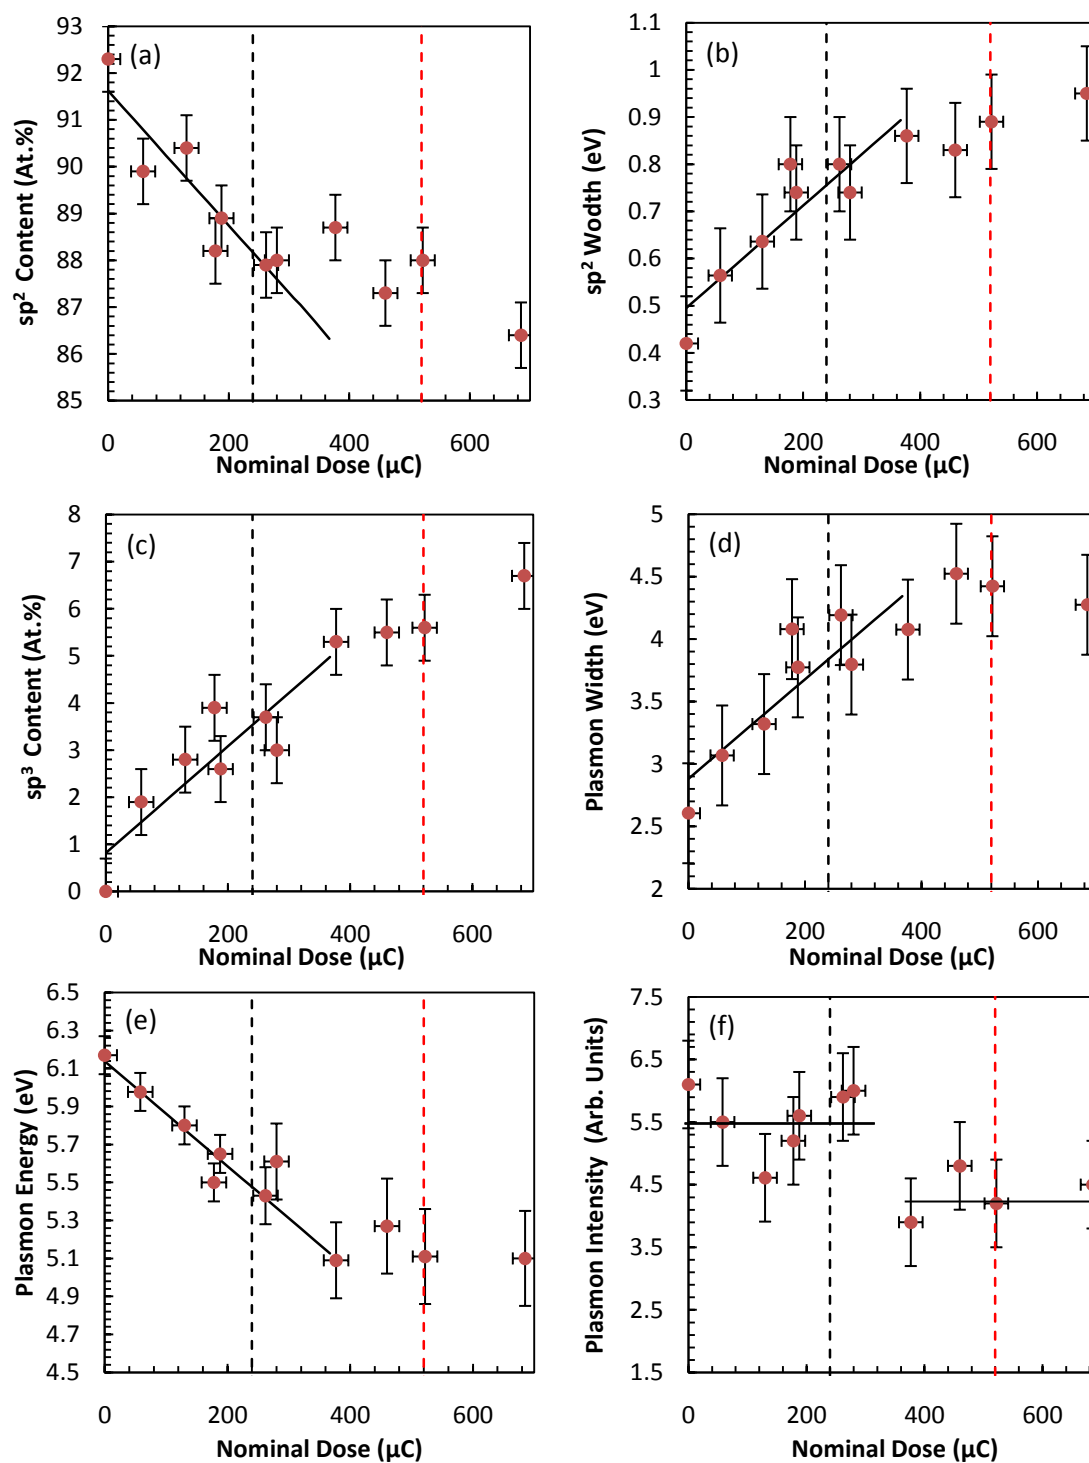 (a)
sp² Content (At.%)
93
92
91
90
89
88
87
86
85
0 200 400 600
Nominal Dose (µC)
(b)
sp² Wodth (eV)
1.1
1
0.9
0.8
0.7
0.6
0.5
0.4
0.3
0 200 400 600
Nominal Dose (µC)
(c)
sp³ Content (At.%)
8
7
6
5
4
3
2
1
0
0 200 400 600
Nominal Dose (µC)
(d)
Plasmon Width (eV)
5
4.5
4
3.5
3
2.5
2
0 200 400 600
Nominal Dose (µC)
(e)
Plasmon Energy (eV)
6.5
6.3
6.1
5.9
5.7
5.5
5.3
5.1
4.9
4.7
4.5
0 200 400 600
Nominal Dose (µC)
(f)
Plasmon Intensity (Arb. Units)
7.5
6.5
5.5
4.5
3.5
2.5
1.5
0 200 400 600
Nominal Dose (µC)